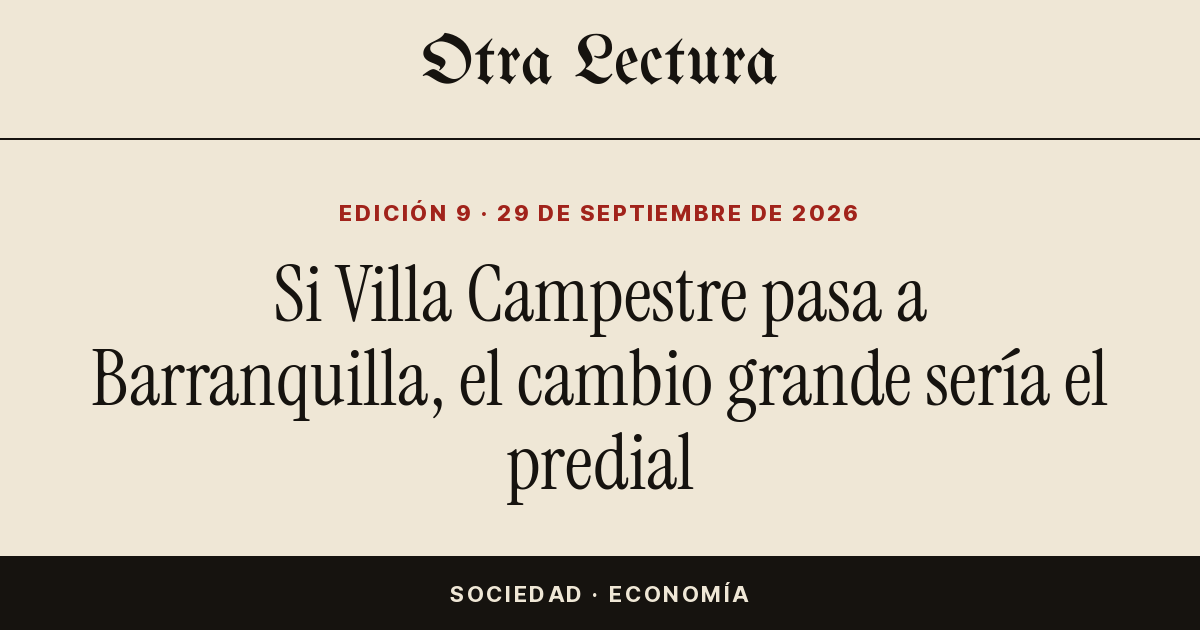 Otra Lectura
EDICIÓN 9 · 29 DE SEPTIEMBRE DE 2026
Si Villa Campestre pasa a
Barranquilla, el cambio grande sería el
predial
SOCIEDAD · ECONOMÍA